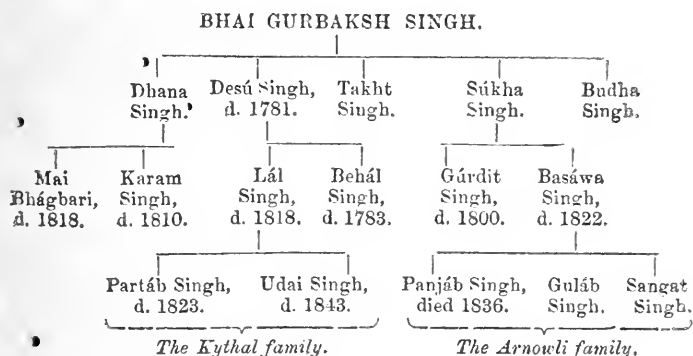 BHAI GURBAKSH SINGH.
Dhana Desú Singh, Takht Súkha Budha
Singh. d. 1781. Singh. Singh. Singh.
Mai Karam Lál Behál Gúrdit Basáwa
Bhágbari, Singh, Singh, Singh, Singh, Singh,
d. 1818. d. 1810. d. 1818. d. 1783. d. 1800. d. 1822.
Partáb Singh, Udai Singh, Panjáb Singh, Guláb Sangat
d. 1823. d. 1843. died 1836. Singh. Singh.
The Kythal family. The Arnowli family.